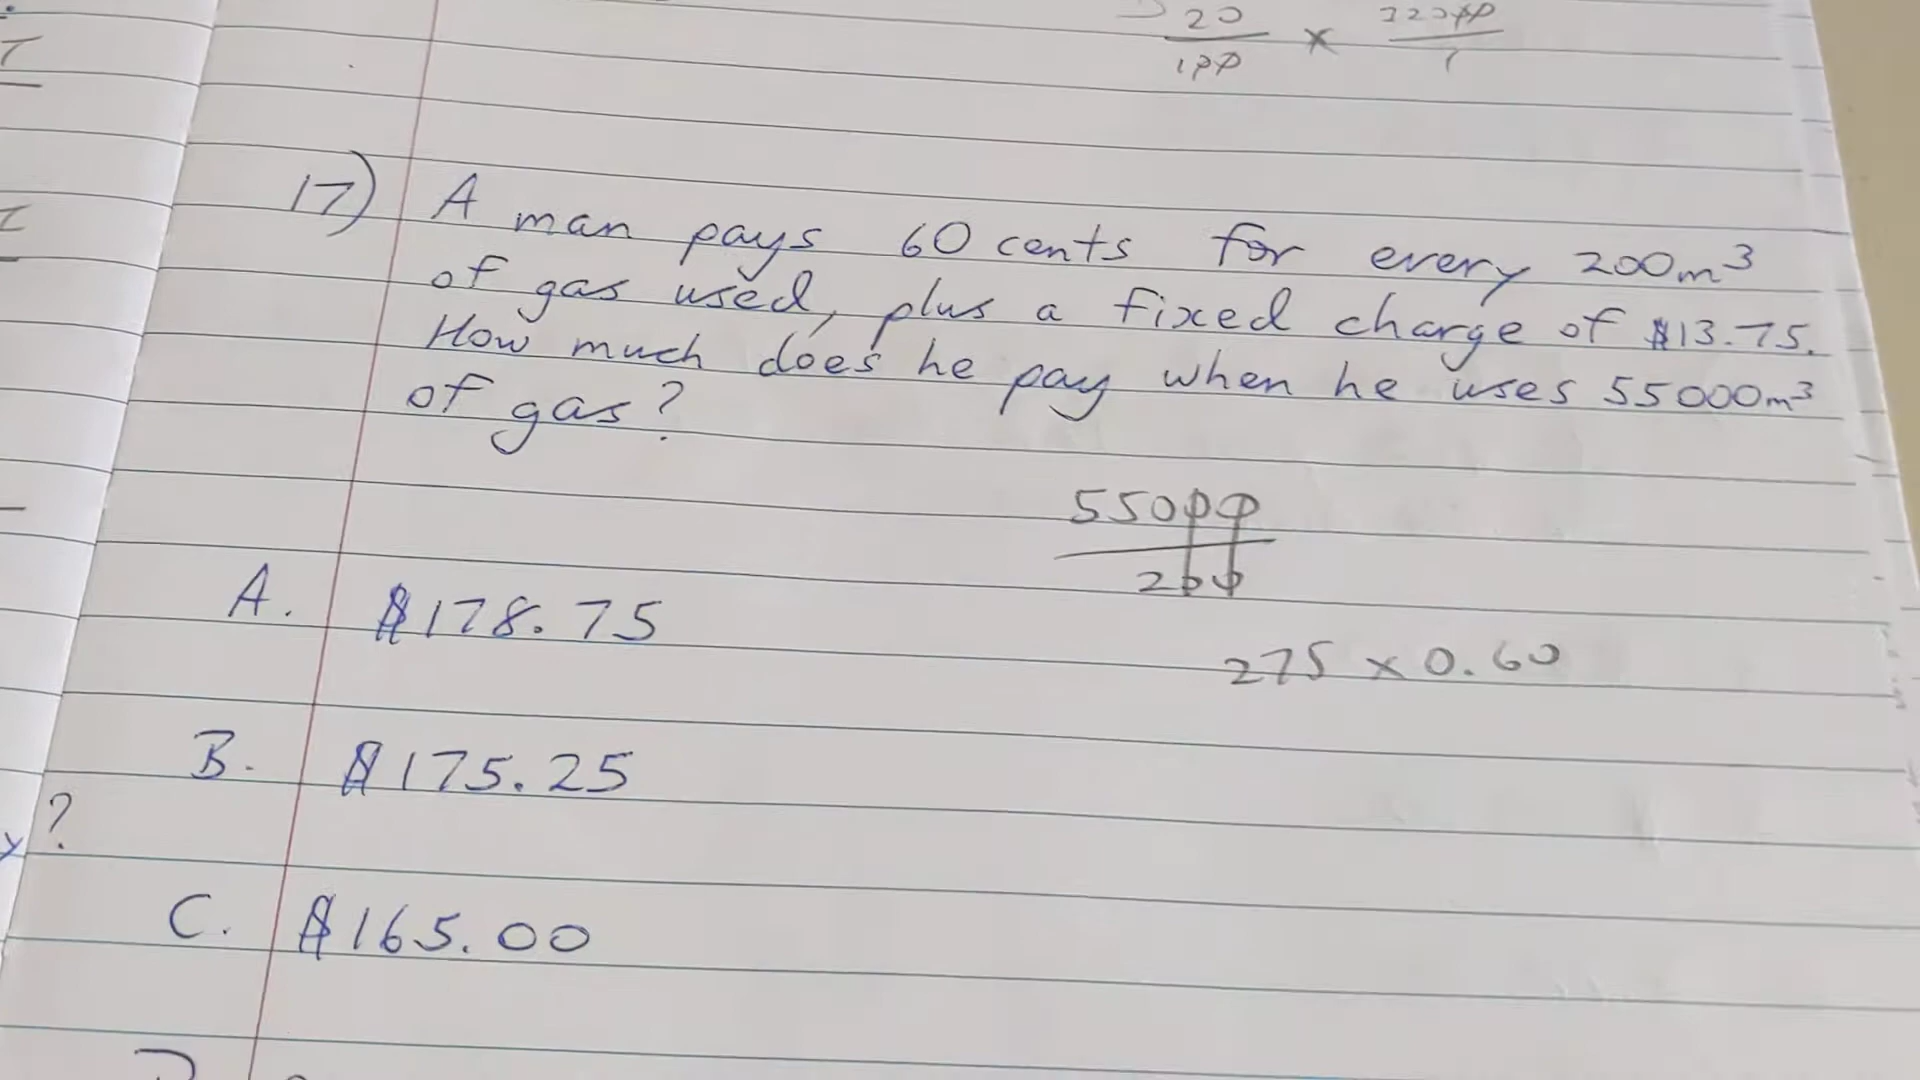 20 × 32000
100 1
17) A man pays 60 cents for every 200m³
of gas used, plus a fixed charge of $13.75.
How much does he pay when he uses 55000m³
of gas?
55000
200
A. $178.75
275 × 0.60
B. $175.25
?
y
C. $165.00
D